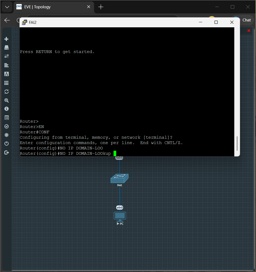 EVE | Topology
PA2
Chat
Press RETURN to get started.
Router>
Router>EN
Router#CONF
Configuring from terminal, memory, or network [terminal]?
Enter configuration commands, one per line. End with CNTL/Z.
Router(config)#NO IP DOMAIN-LOO
Router(config)#NO IP DOMAIN-LOOkup